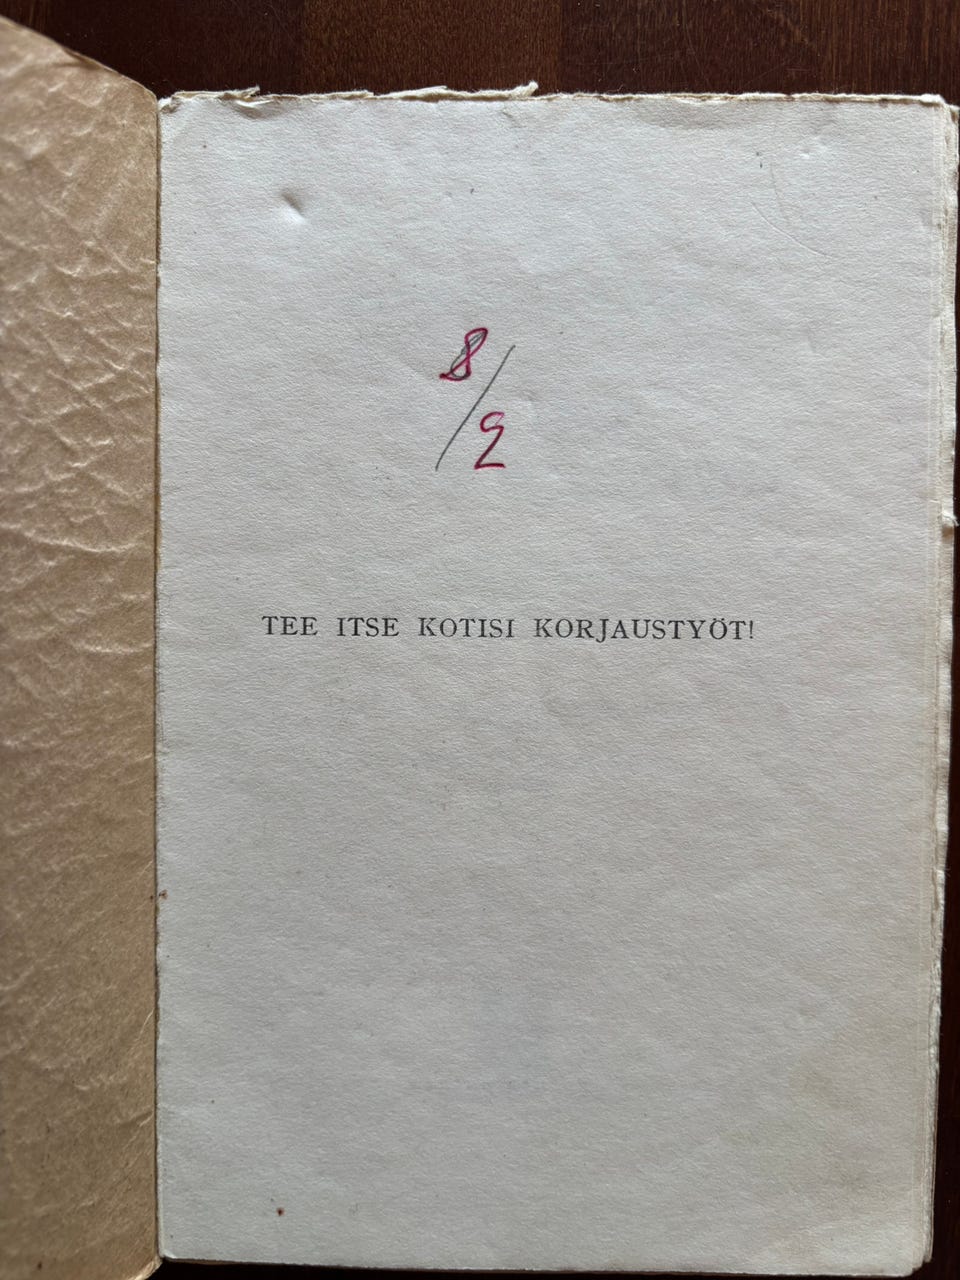 8/2
TEE ITSE KOTISI KORJAUSTYÖT!